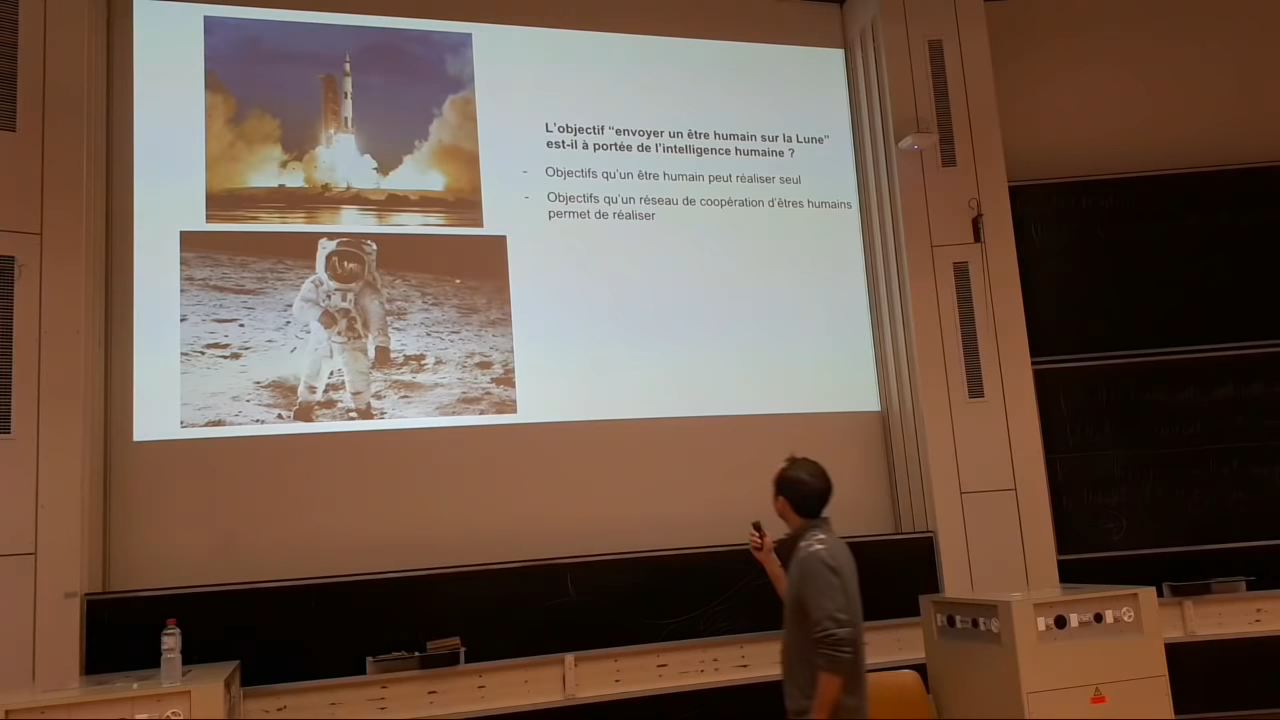 L'objectif "envoyer un être humain sur la Lune"
est-il à portée de l'intelligence humaine ?
- Objectifs qu'un être humain peut réaliser seul
- Objectifs qu'un réseau de coopération d'êtres humains
permet de réaliser